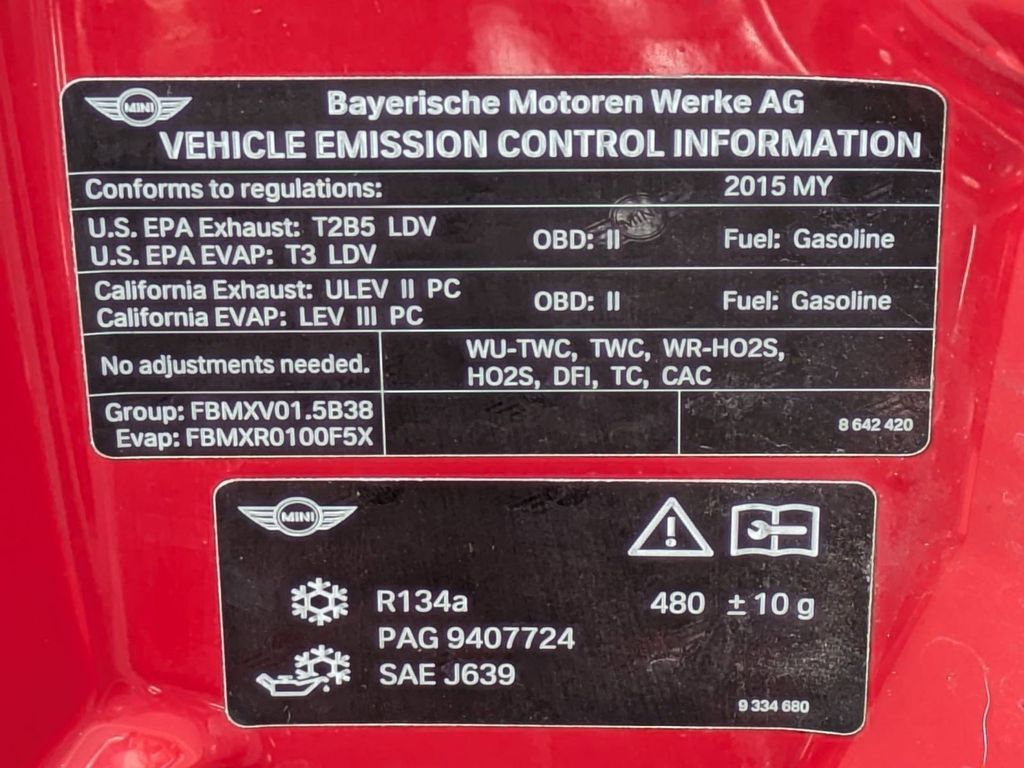 MINI
Bayerische Motoren Werke AG
VEHICLE EMISSION CONTROL INFORMATION
Conforms to regulations: 2015 MY
U.S. EPA Exhaust: T2B5 LDV
U.S. EPA EVAP: T3 LDV
OBD: II Fuel: Gasoline
California Exhaust: ULEV II PC
California EVAP: LEV III PC
OBD: II Fuel: Gasoline
No adjustments needed.
WU-TWC, TWC, WR-HO2S,
HO2S, DFI, TC, CAC
Group: FBMXV01.5B38
Evap: FBMXR0100F5X
8 642 420
MINI
R134a 480 ± 10 g
PAG 9407724
SAE J639
9 334 680